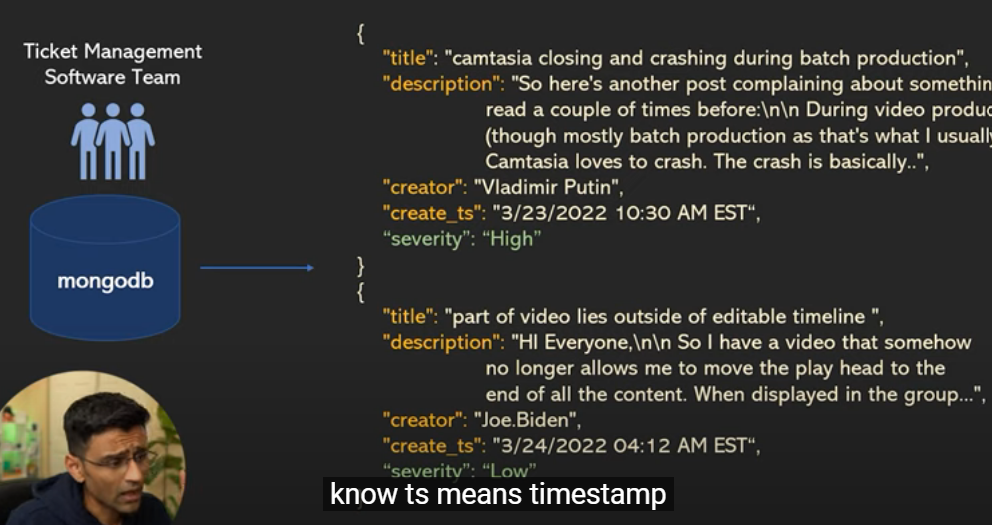 Ticket Management
Software Team
mongodb
{
"title": "camtasia closing and crashing during batch production",
"description": "So here's another post complaining about
read a couple of times before:\n\n During video
(though mostly batch production as that's what I
Camtasia loves to crash. The crash is basically..",
"creator": "Vladimir Putin",
"create_ts": "3/23/2022 10:30 AM EST“,
“severity”: “High”
}
{
"title": "part of video lies outside of editable timeline ",
"description": "HI Everyone,\n\n So I have a video that somehow
no longer allows me to move the play head to the
end of all the content. When displayed in the group...",
"creator": "Joe.Biden",
"create_ts": "3/24/2022 04:12 AM EST“,
“severity”: “Low”
know ts means timestamp